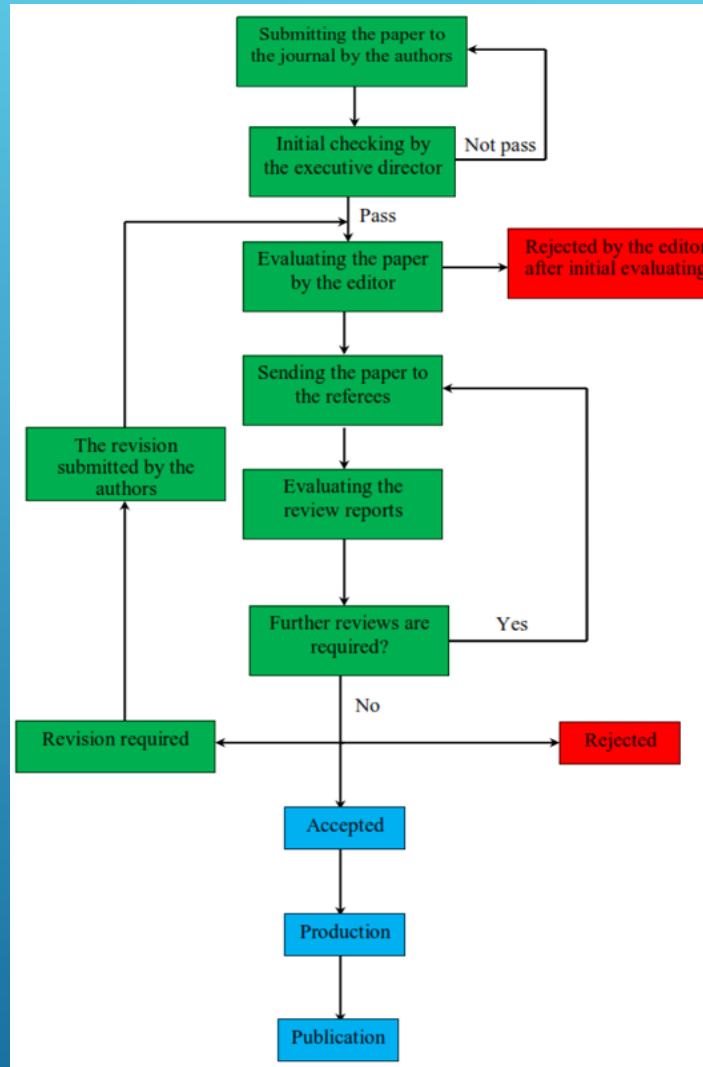 Submitting the paper to
the journal by the authors
Initial checking by
the executive director
Not pass
Pass
Evaluating the paper
by the editor
Rejected by the editor
after initial evaluating
Sending the paper to
the referees
The revision
submitted by the
authors
Evaluating the
review reports
Further reviews are
required?
Yes
No
Revision required
Rejected
Accepted
Production
Publication